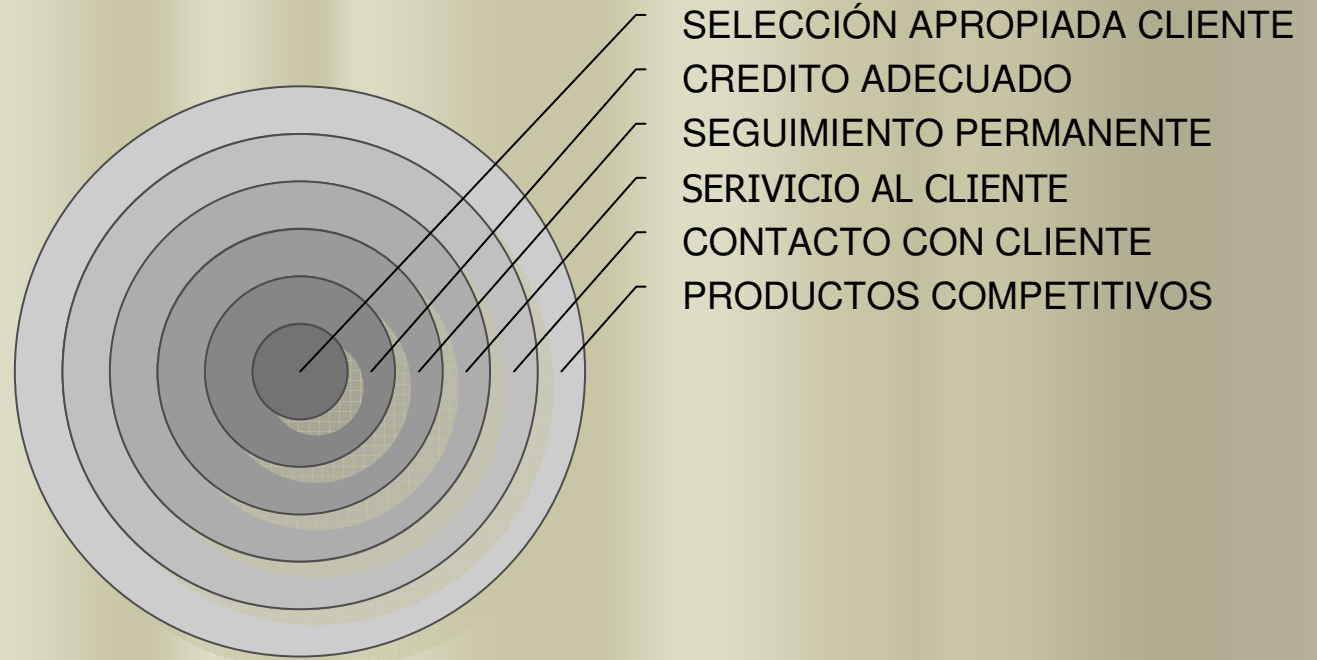 SELECCIÓN APROPIADA CLIENTE
CREDITO ADECUADO
SEGUIMIENTO PERMANENTE
SERIVICIO AL CLIENTE
CONTACTO CON CLIENTE
PRODUCTOS COMPETITIVOS